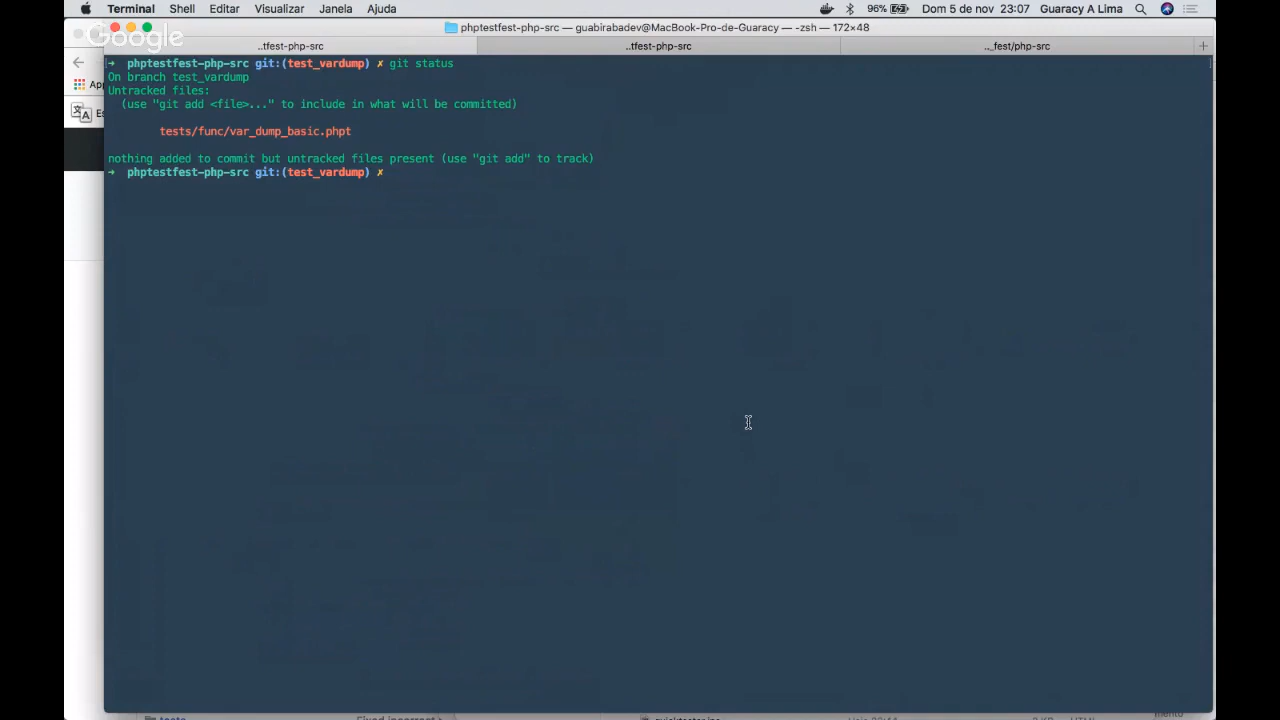 Terminal Shell Editar Visualizar Janela Ajuda 96% Dom 5 de nov 23:07 Guaracy A Lima
Google
phptestfest-php-src — guabirabadev@MacBook-Pro-de-Guaracy — -zsh — 172×48
..tfest-php-src ..tfest-php-src ..._fest/php-src +
→ phptestfest-php-src git:(test_vardump) ✗ git status
On branch test_vardump
Untracked files:
(use "git add <file>..." to include in what will be committed)
tests/func/var_dump_basic.phpt
nothing added to commit but untracked files present (use "git add" to track)
→ phptestfest-php-src git:(test_vardump) ✗